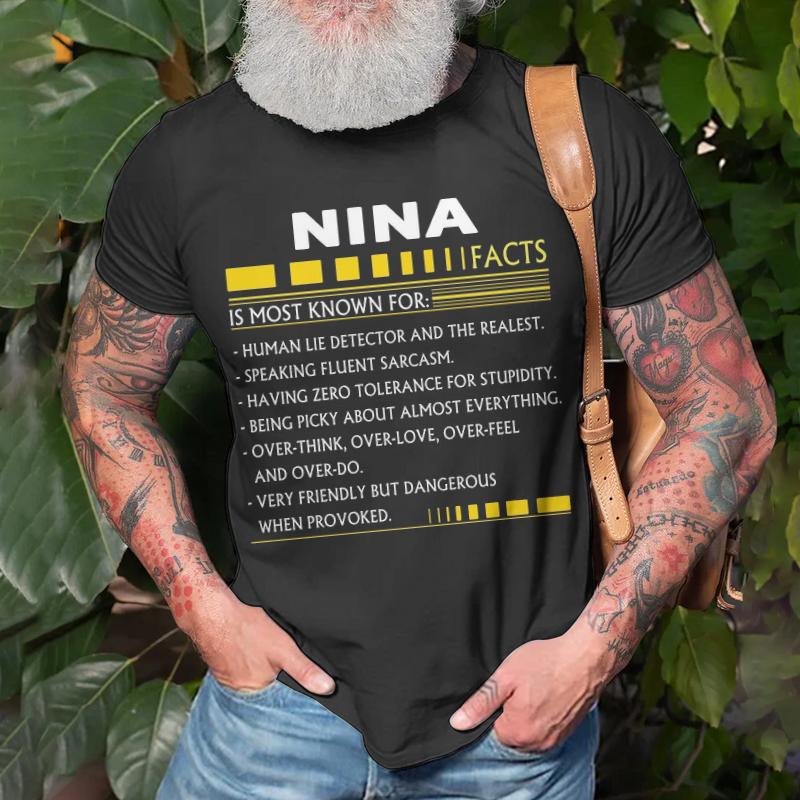 NINA
FACTS
IS MOST KNOWN FOR:
- HUMAN LIE DETECTOR AND THE REALEST.
- SPEAKING FLUENT SARCASM.
- HAVING ZERO TOLERANCE FOR STUPIDITY.
- BEING PICKY ABOUT ALMOST EVERYTHING.
- OVER-THINK, OVER-LOVE, OVER-FEEL
AND OVER-DO.
- VERY FRIENDLY BUT DANGEROUS
WHEN PROVOKED.